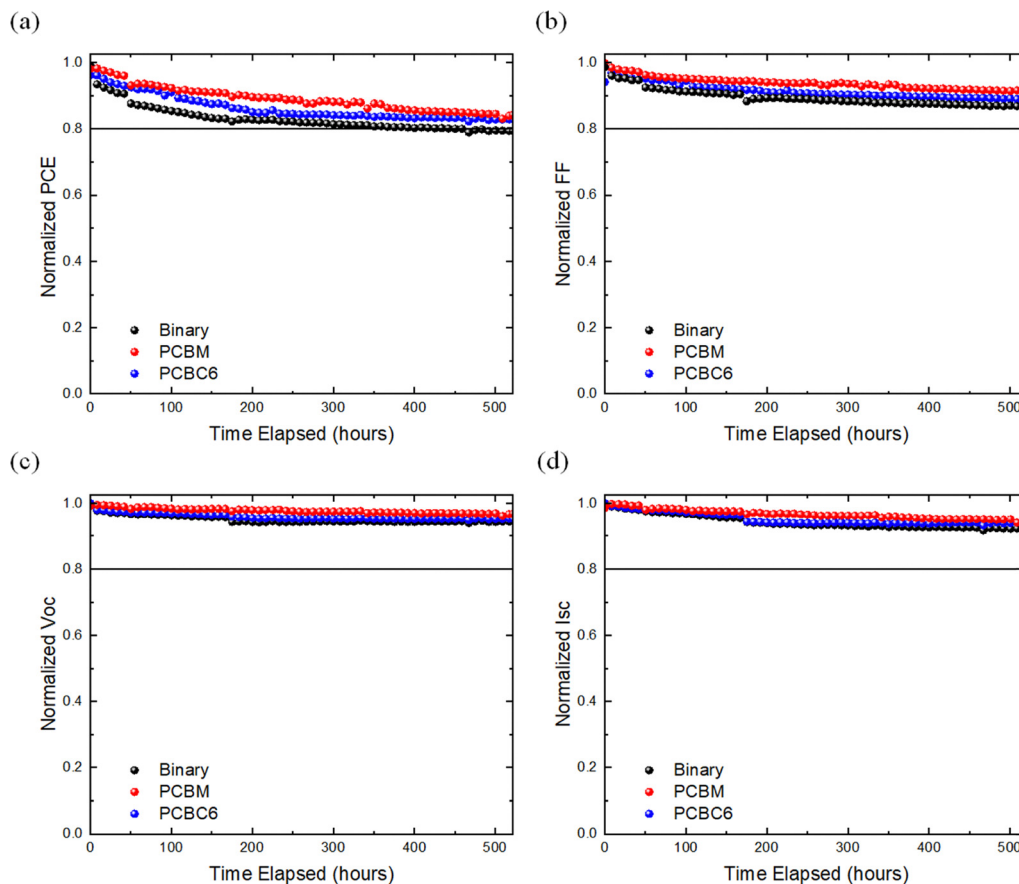 (a)
1.0
0.8
0.6
0.4
0.2
0.0
Normalized PCE
Binary
PCBM
PCBC6
0 100 200 300 400 500
Time Elapsed (hours)
(b)
1.0
0.8
0.6
0.4
0.2
0.0
Normalized FF
Binary
PCBM
PCBC6
0 100 200 300 400 500
Time Elapsed (hours)
(c)
1.0
0.8
0.6
0.4
0.2
0.0
Normalized Voc
Binary
PCBM
PCBC6
0 100 200 300 400 500
Time Elapsed (hours)
(d)
1.0
0.8
0.6
0.4
0.2
0.0
Normalized Isc
Binary
PCBM
PCBC6
0 100 200 300 400 500
Time Elapsed (hours)